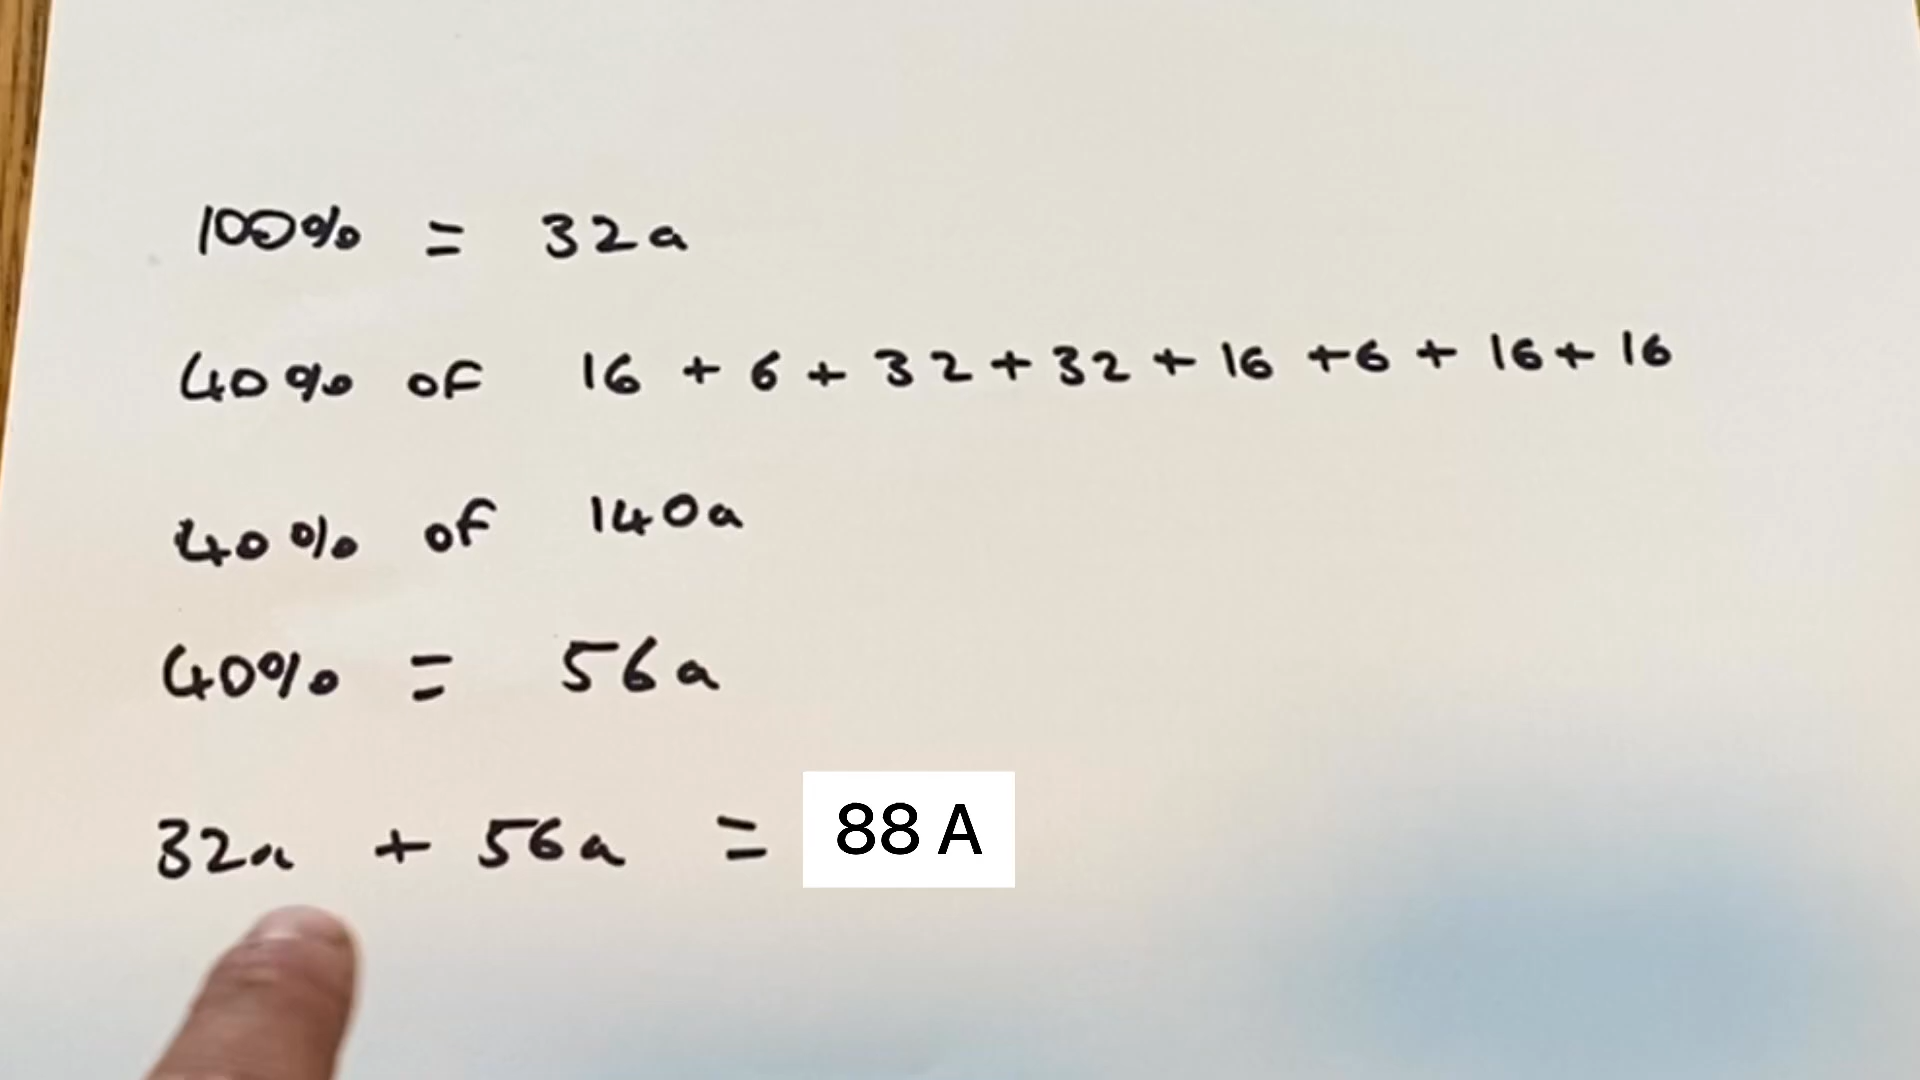 100% = 32a
40% of 16 + 6 + 32 + 32 + 16 + 6 + 16 + 16
40% of 140a
40% = 56a
32a + 56a = 88 A